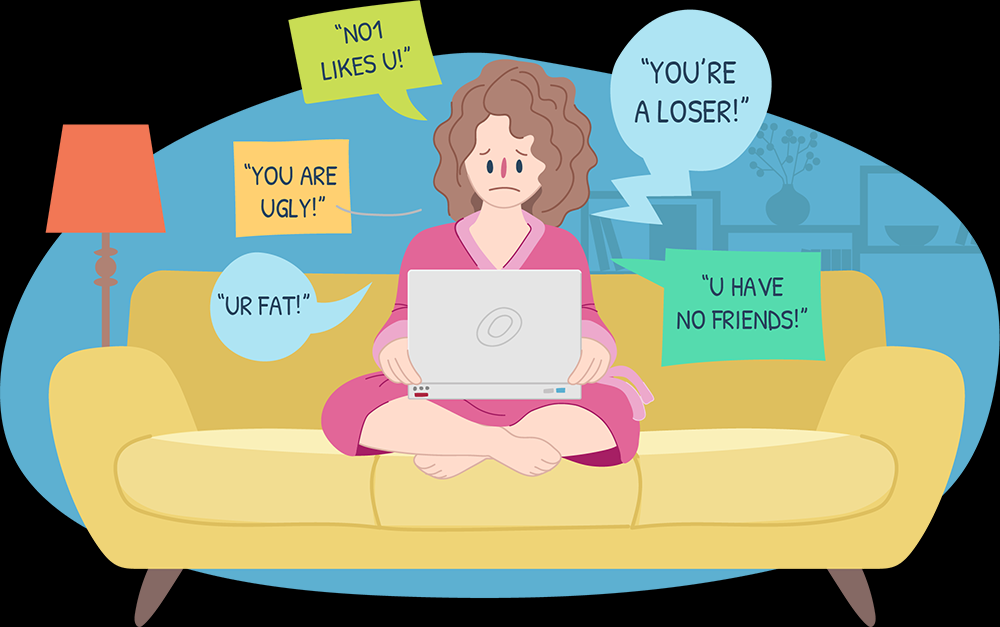 "NO1
LIKES U!"
"YOU'RE
A LOSER!"
"YOU ARE
UGLY!"
"UR FAT!"
"U HAVE
NO FRIENDS!"